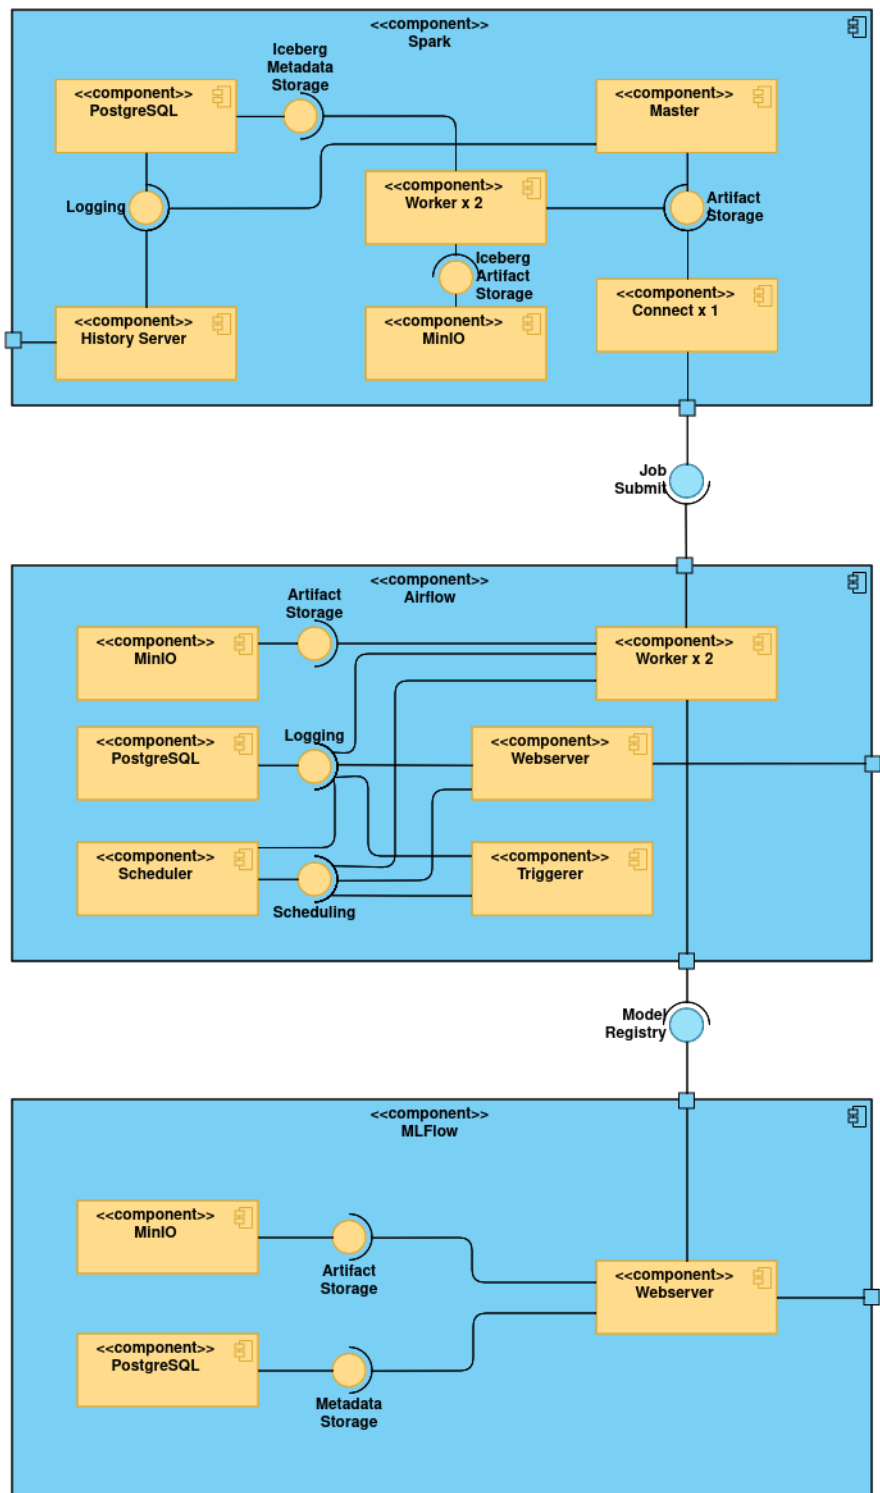 <<component>>
Spark
Iceberg
Metadata
Storage
<<component>>
PostgreSQL
<<component>>
Master
<<component>>
Worker x 2
Logging
Artifact
Storage
Iceberg
Artifact
Storage
<<component>>
History Server
<<component>>
MinIO
<<component>>
Connect x 1
Job
Submit
<<component>>
Airflow
Artifact
Storage
<<component>>
MinIO
<<component>>
Worker x 2
Logging
<<component>>
PostgreSQL
<<component>>
Webserver
<<component>>
Scheduler
<<component>>
Triggerer
Scheduling
Model
Registry
<<component>>
MLFlow
<<component>>
MinIO
Artifact
Storage
<<component>>
Webserver
<<component>>
PostgreSQL
Metadata
Storage